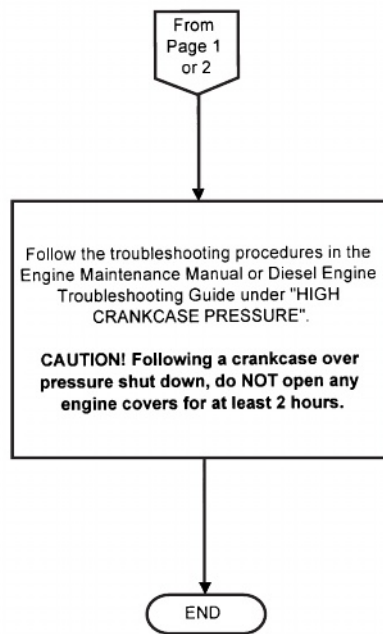 From
Page 1
or 2
Follow the troubleshooting procedures in the
Engine Maintenance Manual or Diesel Engine
Troubleshooting Guide under "HIGH
CRANKCASE PRESSURE".
CAUTION! Following a crankcase over
pressure shut down, do NOT open any
engine covers for at least 2 hours.
END